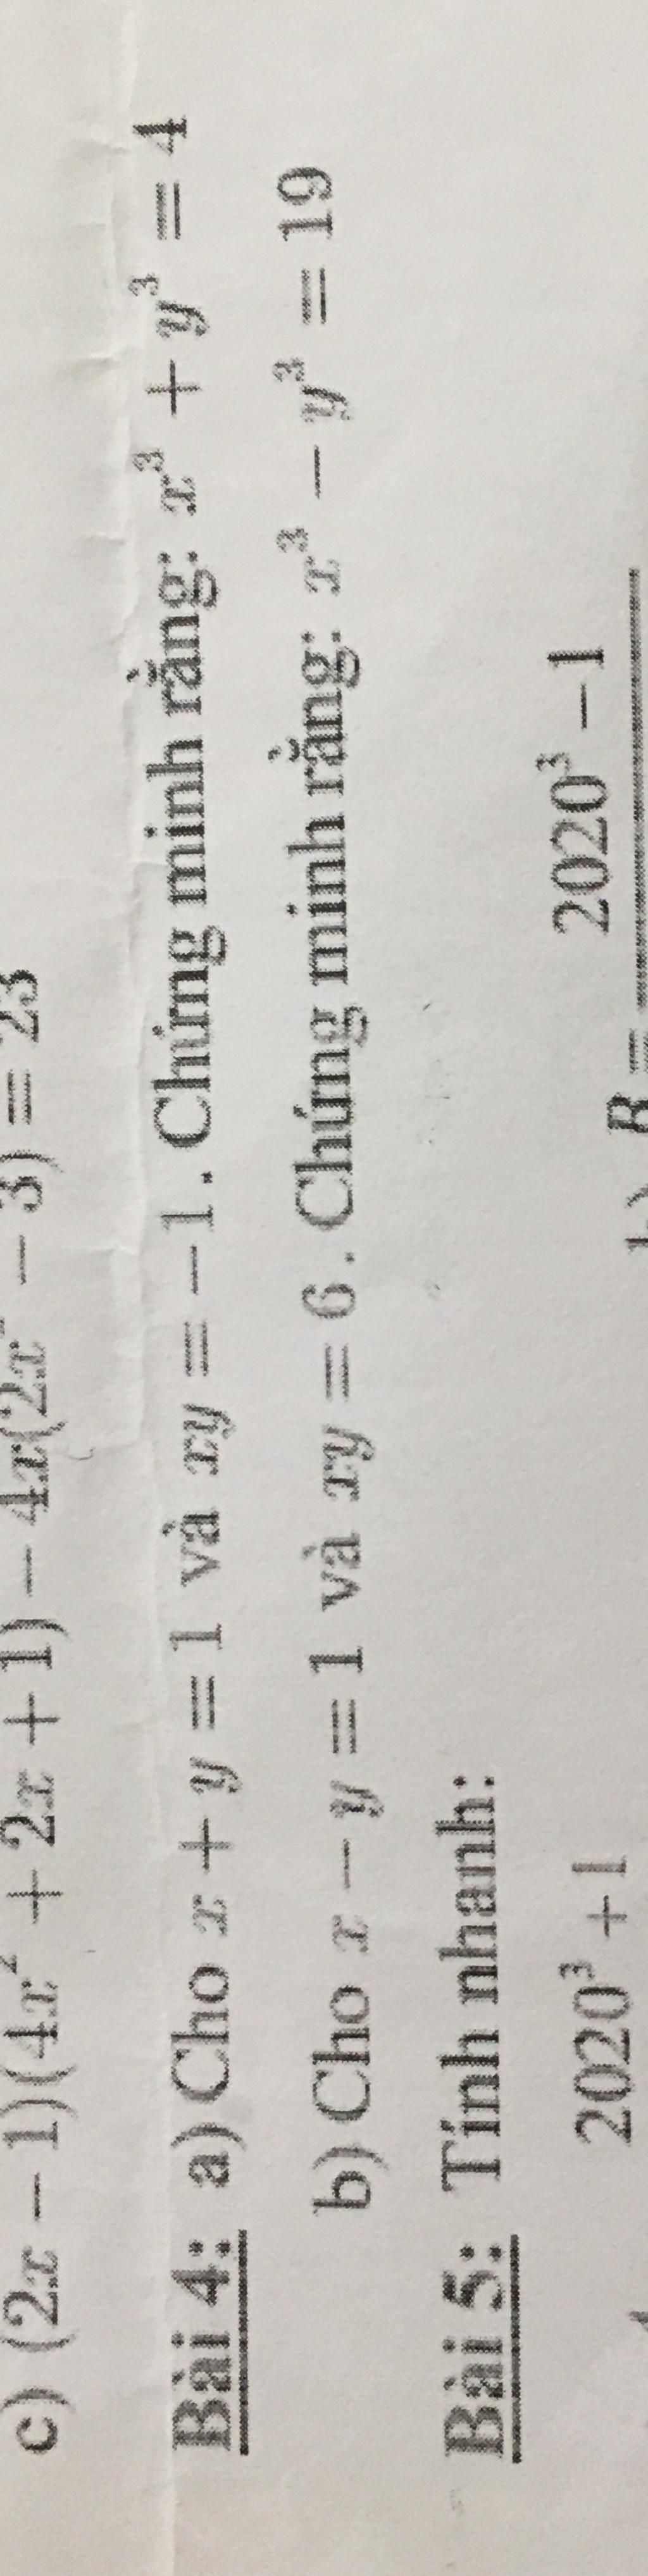 c) (2x − 1)(4x² + 2x + 1) − 4x(2x² − 3) = 23
Bài 4: a) Cho x + y = 1 và xy = −1. Chứng minh rằng: x³ + y³ = 4
b) Cho x − y = 1 và xy = 6. Chứng minh rằng: x³ − y³ = 19
Bài 5: Tính nhanh:
2020³ + 1 2020³ − 1
b) B =